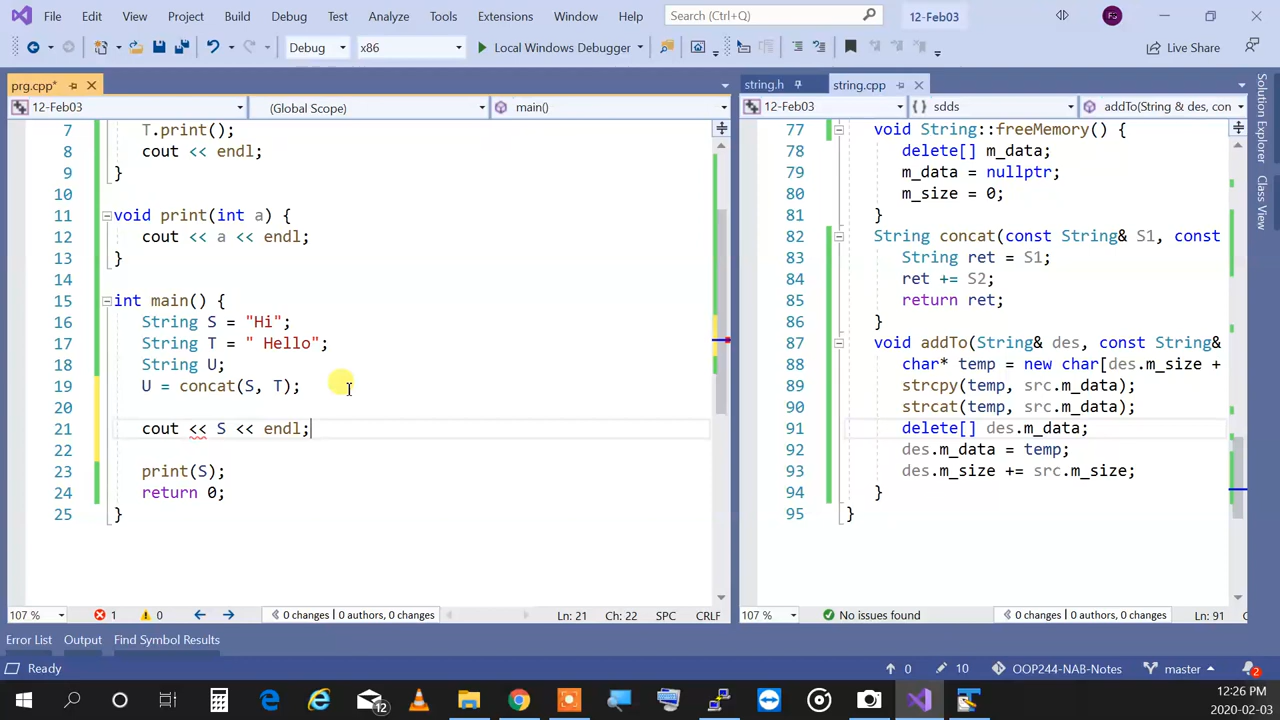 File Edit View Project Build Debug Test Analyze Tools Extensions Window Help Search (Ctrl+Q) 12-Feb03 FS
Debug x86 Local Windows Debugger Live Share
prg.cpp*
12-Feb03 (Global Scope) main()
7 T.print();
8 cout << endl;
9 }
10
11 void print(int a) {
12 cout << a << endl;
13 }
14
15 int main() {
16 String S = "Hi";
17 String T = " Hello";
18 String U;
19 U = concat(S, T);
20
21 cout << S << endl;
22
23 print(S);
24 return 0;
25 }
107 % 1 0 0 changes | 0 authors, 0 changes Ln: 21 Ch: 22 SPC CRLF
string.h string.cpp
12-Feb03 sdds addTo(String & des, con
77 void String::freeMemory() {
78 delete[] m_data;
79 m_data = nullptr;
80 m_size = 0;
81 }
82 String concat(const String& S1, const
83 String ret = S1;
84 ret += S2;
85 return ret;
86 }
87 void addTo(String& des, const String&
88 char* temp = new char[des.m_size +
89 strcpy(temp, src.m_data);
90 strcat(temp, src.m_data);
91 delete[] des.m_data;
92 des.m_data = temp;
93 des.m_size += src.m_size;
94 }
95 }
107 % No issues found 0 changes | 0 authors, 0 changes Ln: 91
Solution Explorer
Class View
Error List Output Find Symbol Results
Ready 0 10 OOP244-NAB-Notes master 2
12
12:26 PM
2020-02-03